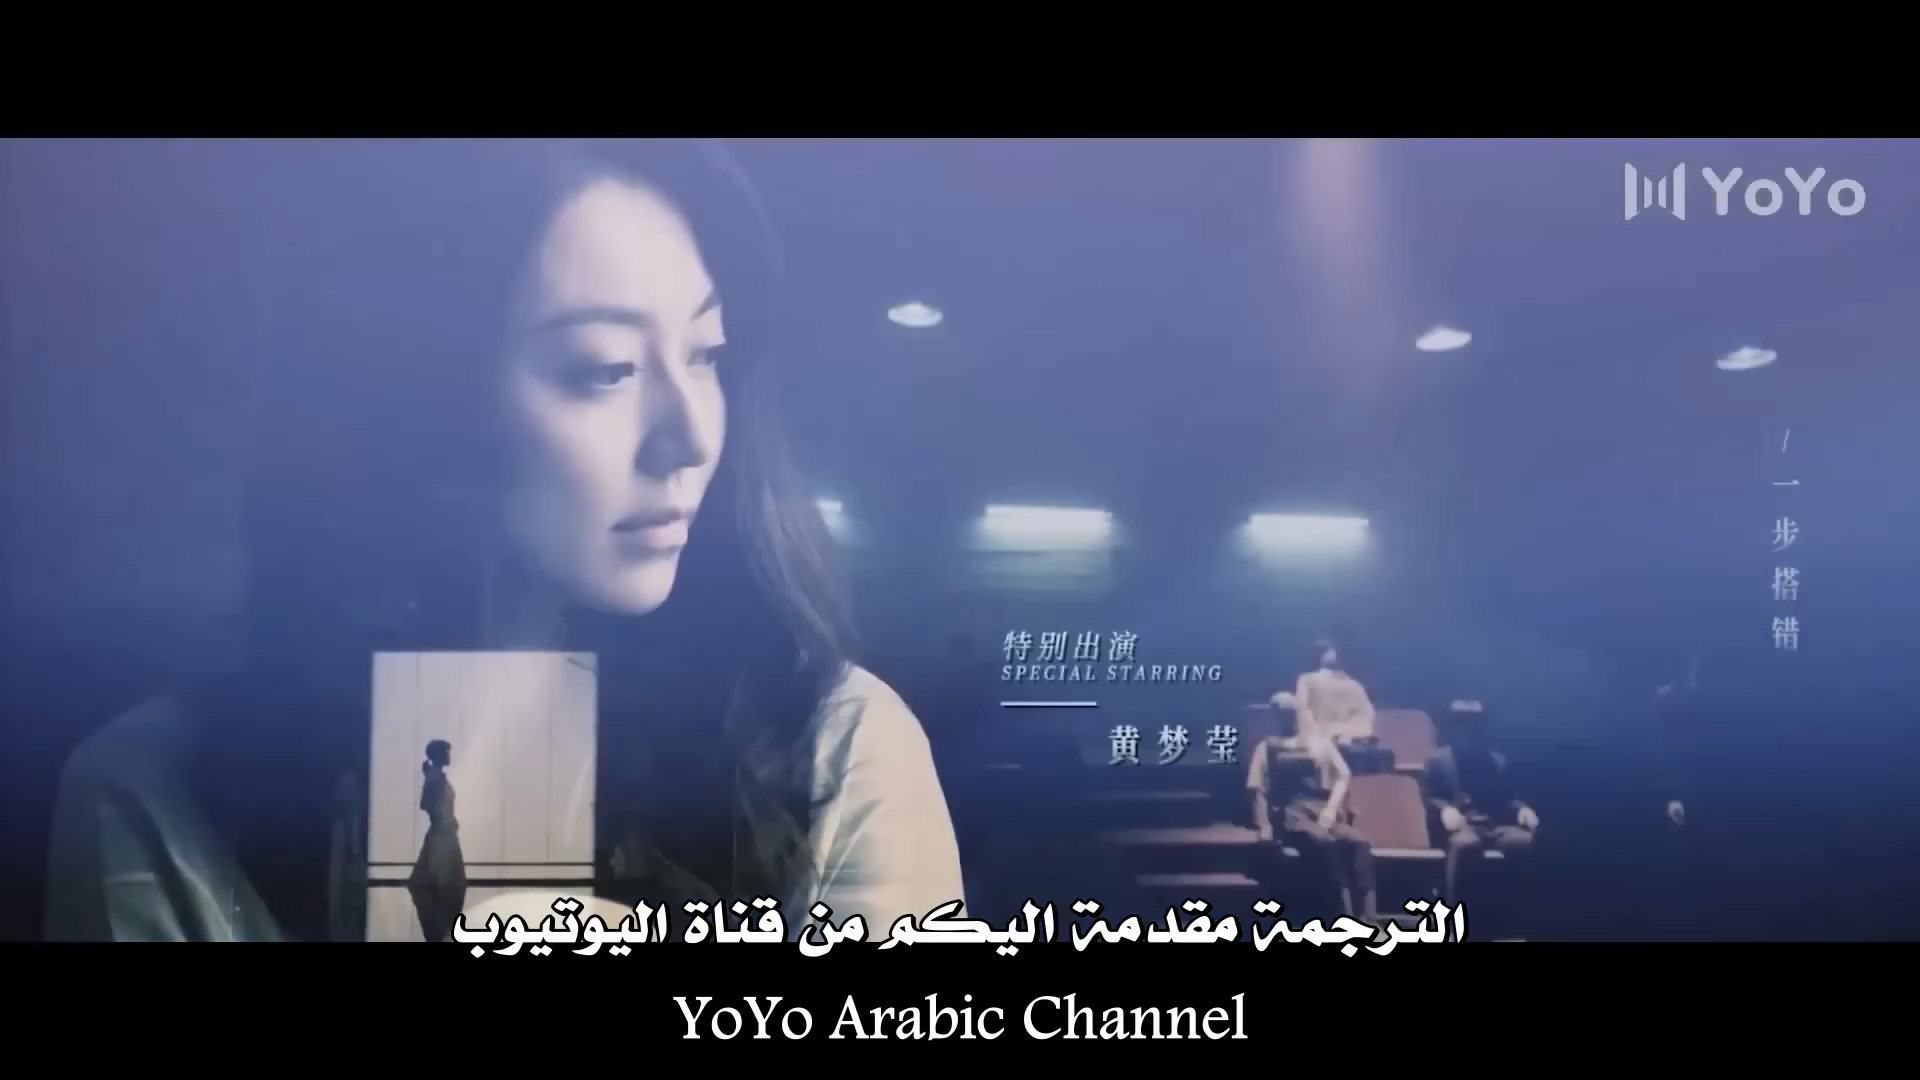 YoYo
/一步搭错
特别出演
SPECIAL STARRING
黄梦莹
الترجمة مقدمة اليكم من قناة اليوتيوب
YoYo Arabic Channel